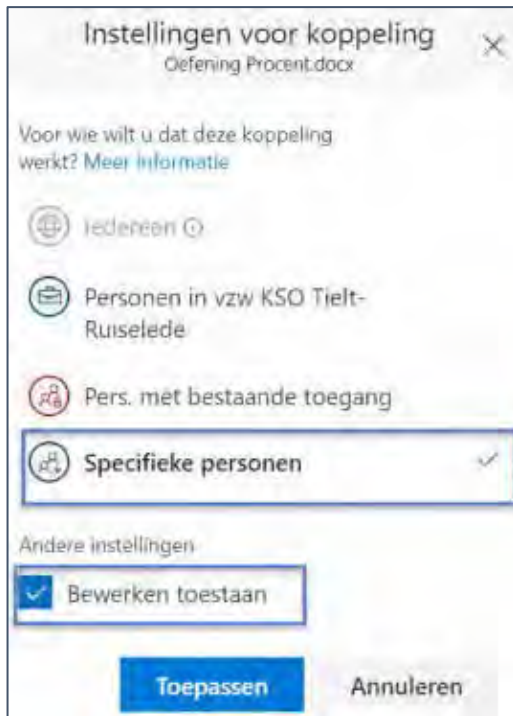 Instellingen voor koppeling
Oefening Procent.docx
Voor wie wilt u dat deze koppeling
werkt? Meer informatie
Iedereen
Personen in vzw KSO Tielt-
Ruiselede
Pers. met bestaande toegang
Specifieke personen
Andere instellingen
Bewerken toestaan
Toepassen Annuleren